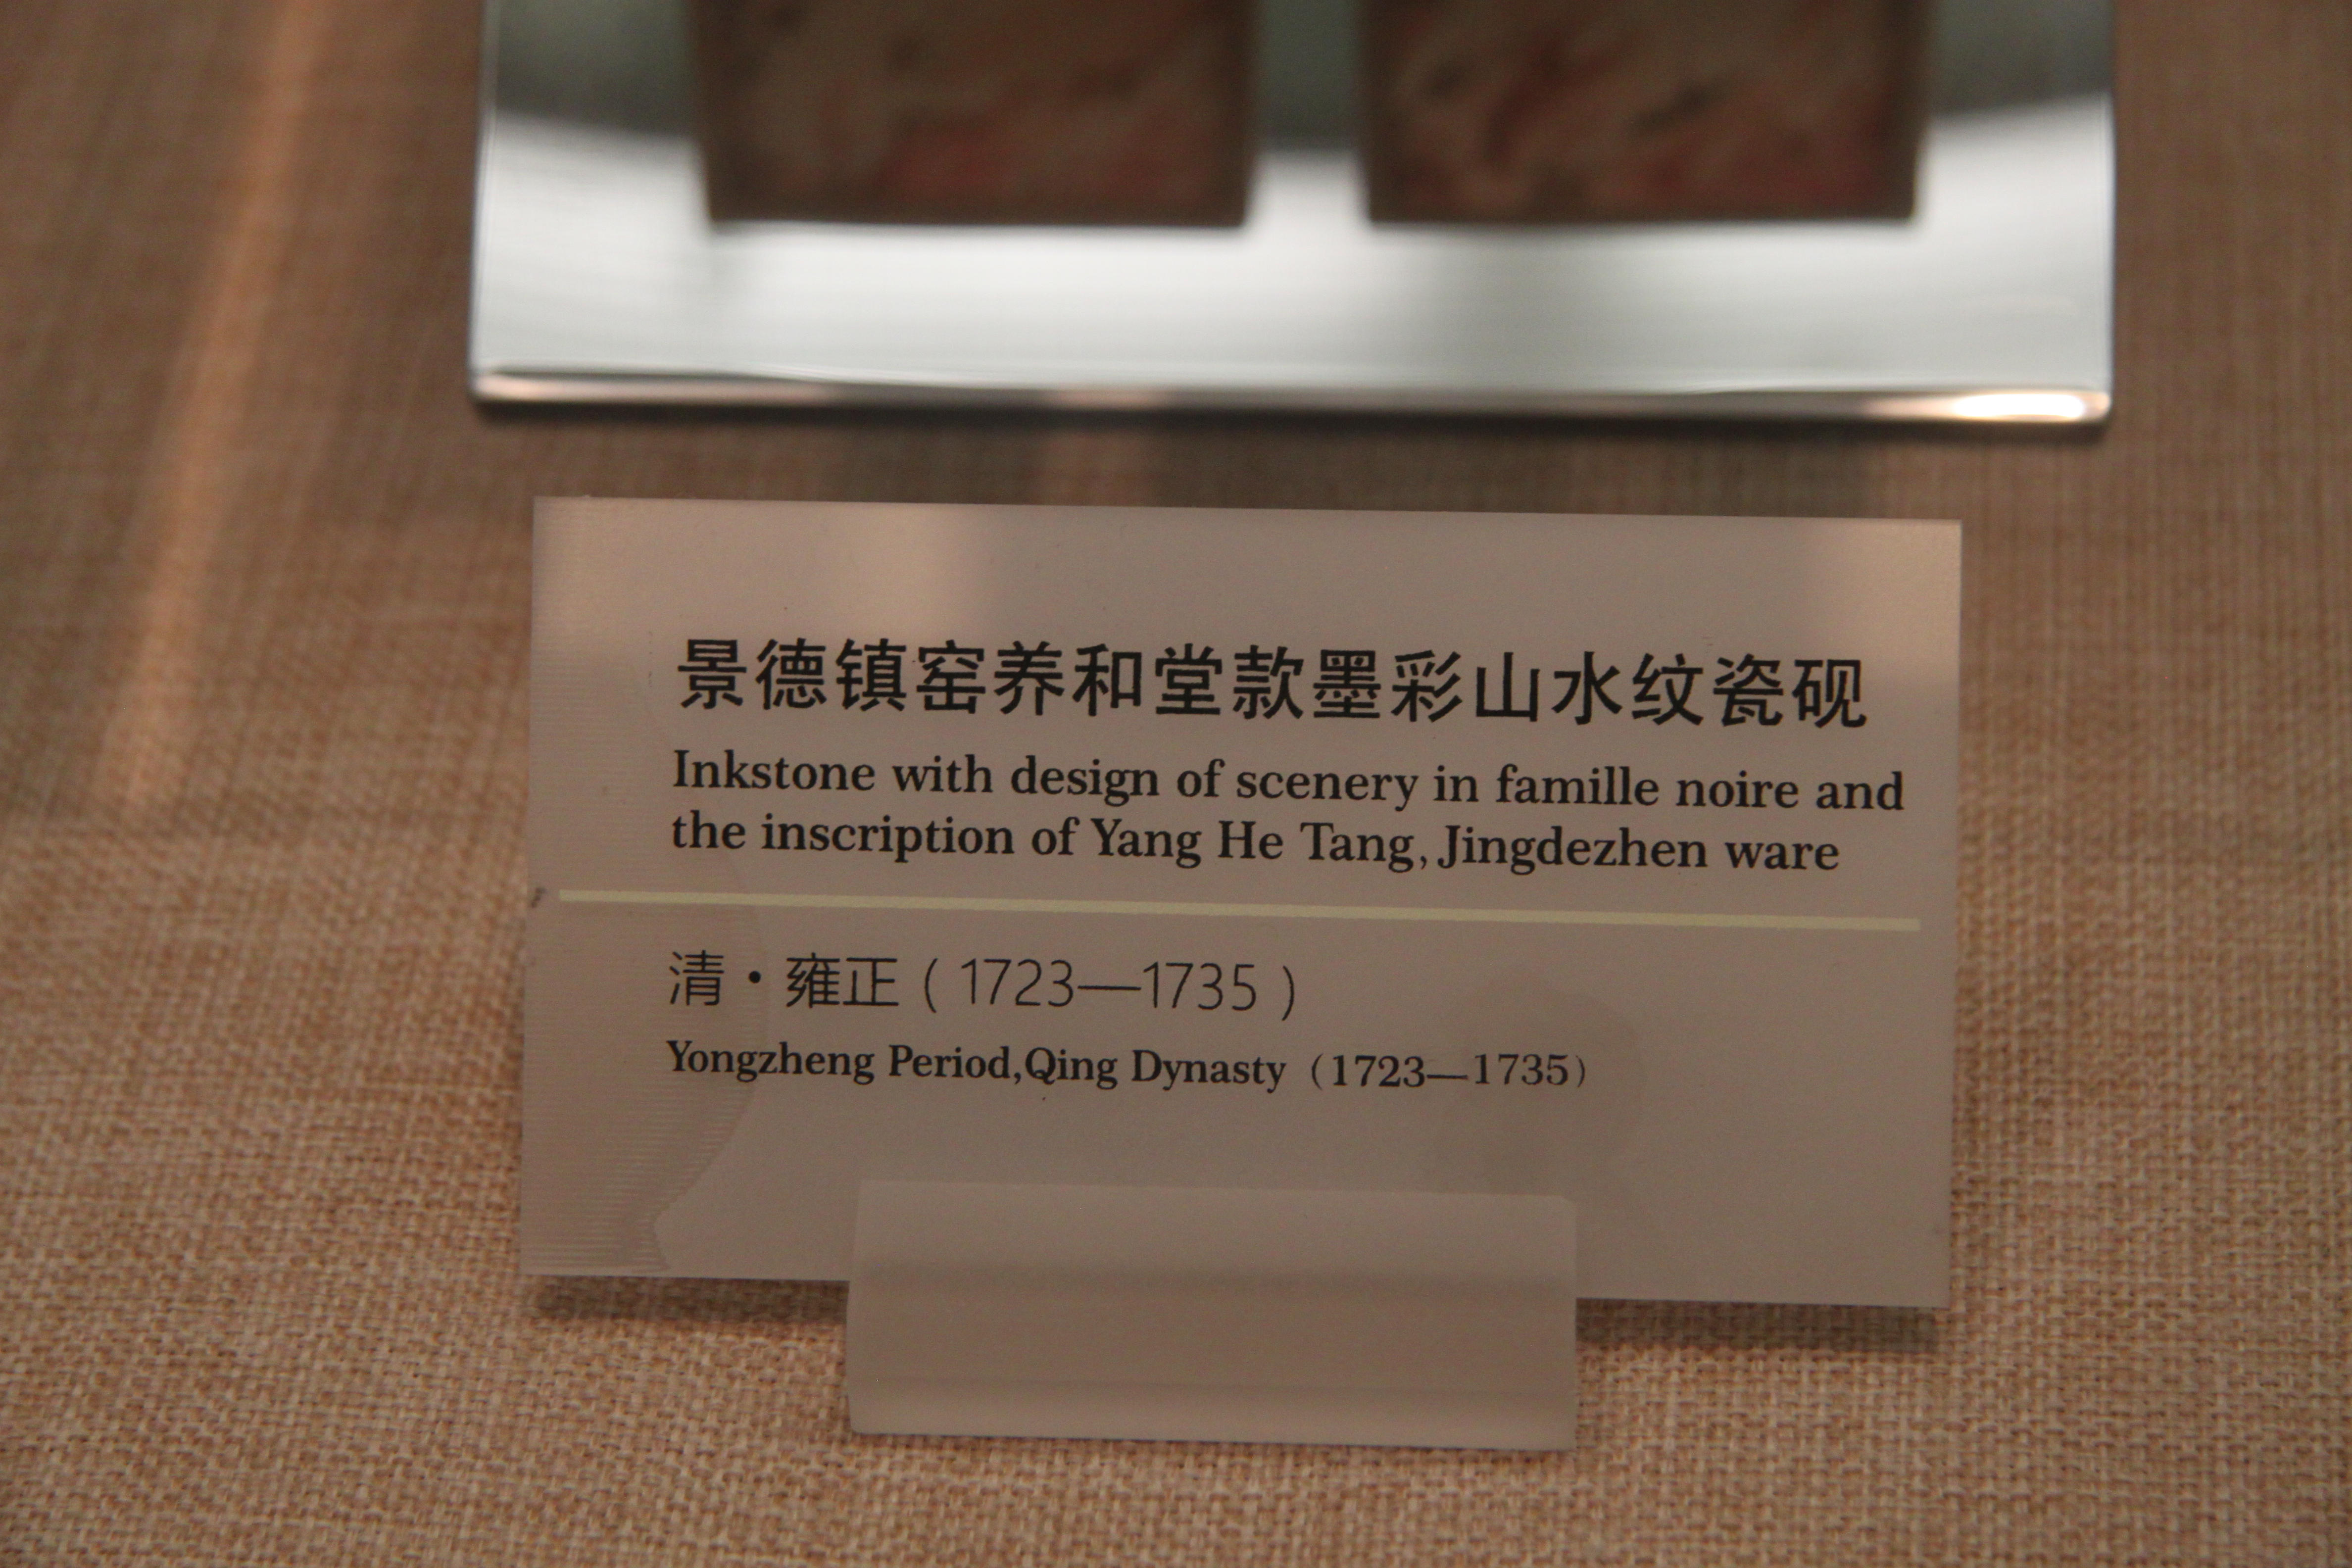 景德镇窑养和堂款墨彩山水纹瓷砚
Inkstone with design of scenery in famille noire and
the inscription of Yang He Tang, Jingdezhen ware
清·雍正（1723—1735）
Yongzheng Period,Qing Dynasty（1723—1735）